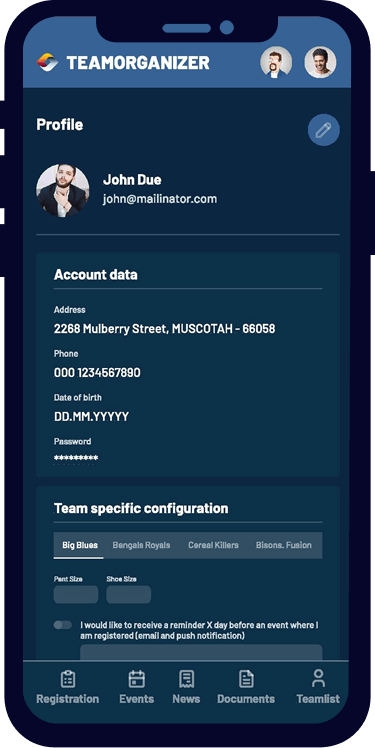 TEAMORGANIZER
Profile
John Due
john@mailinator.com
Account data
Address
2268 Mulberry Street, MUSCOTAH - 66058
Phone
000 1234567890
Date of birth
DD.MM.YYYYY
Password
*********
Team specific configuration
Big Blues Bengals Royals Cereal Killers Bisons. Fusion
Pant Size Shoe Size
I would like to receive a reminder X day before an event where I
am registered (email and push notification)
Registration Events News Documents Teamlist